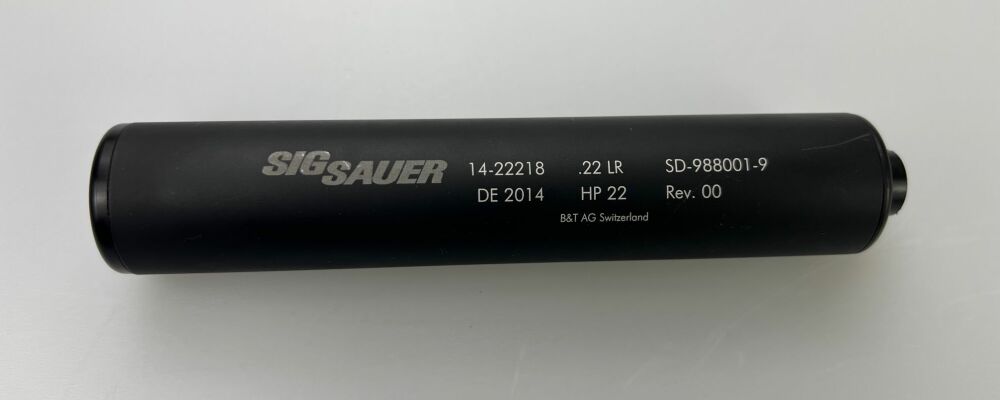 SIG SAUER 14-22218 .22 LR SD-988001-9
DE 2014 HP 22 Rev. 00
B&T AG Switzerland